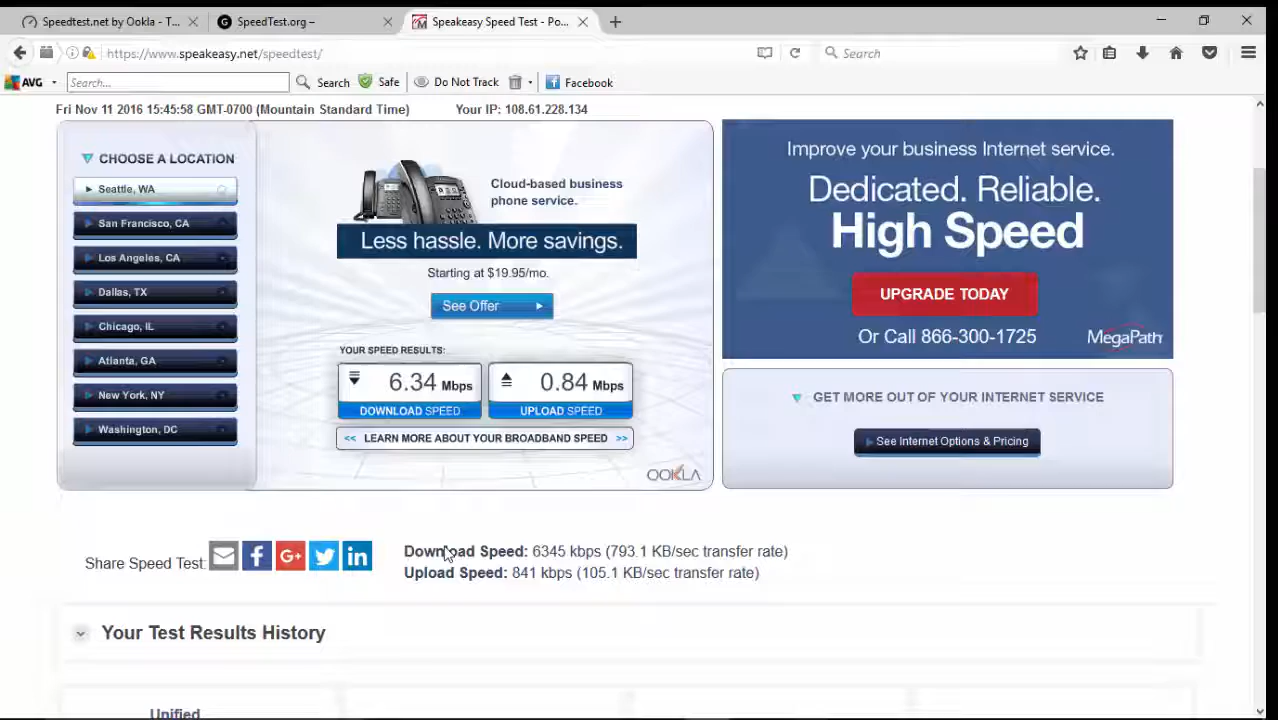 Speedtest.net by Ookla - T...
SpeedTest.org –
Speakeasy Speed Test - Po...
https://www.speakeasy.net/speedtest/
Search
AVG
Search...
Search
Safe
Do Not Track
Facebook
Fri Nov 11 2016 15:45:58 GMT-0700 (Mountain Standard Time)
Your IP: 108.61.228.134
CHOOSE A LOCATION
Seattle, WA
San Francisco, CA
Los Angeles, CA
Dallas, TX
Chicago, IL
Atlanta, GA
New York, NY
Washington, DC
Cloud-based business
phone service.
Less hassle. More savings.
Starting at $19.95/mo.
See Offer
YOUR SPEED RESULTS:
6.34 Mbps
DOWNLOAD SPEED
0.84 Mbps
UPLOAD SPEED
<< LEARN MORE ABOUT YOUR BROADBAND SPEED >>
OOKLA
Improve your business Internet service.
Dedicated. Reliable.
High Speed
UPGRADE TODAY
Or Call 866-300-1725
MegaPath
GET MORE OUT OF YOUR INTERNET SERVICE
See Internet Options & Pricing
Share Speed Test:
Download Speed: 6345 kbps (793.1 KB/sec transfer rate)
Upload Speed: 841 kbps (105.1 KB/sec transfer rate)
Your Test Results History
Unified